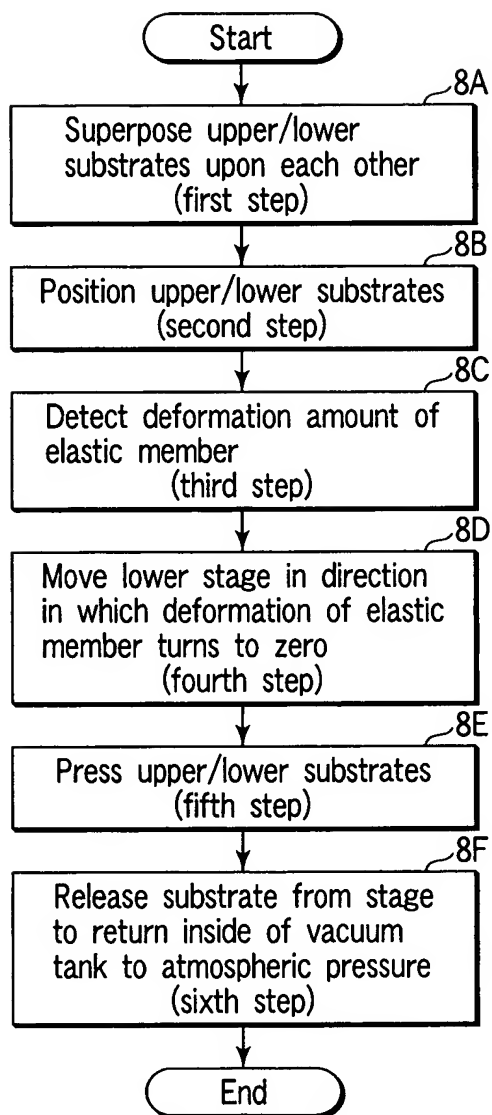 Start
8A
Superpose upper/lower
substrates upon each other
(first step)
8B
Position upper/lower substrates
(second step)
8C
Detect deformation amount of
elastic member
(third step)
8D
Move lower stage in direction
in which deformation of elastic
member turns to zero
(fourth step)
8E
Press upper/lower substrates
(fifth step)
8F
Release substrate from stage
to return inside of vacuum
tank to atmospheric pressure
(sixth step)
End